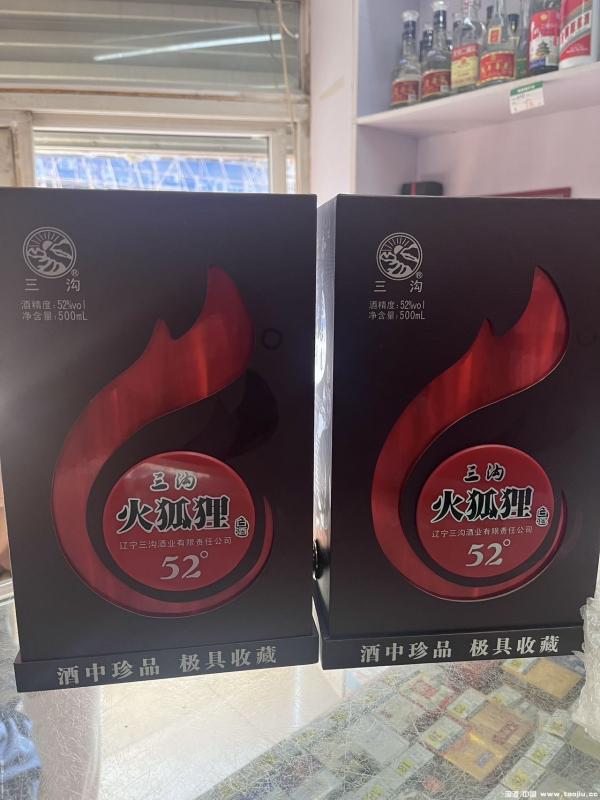 三沟®
酒精度:52%vol
净含量:500mL
三沟
火狐狸
白酒
辽宁三沟酒业有限责任公司
52°
酒中珍品 极具收藏
三沟®
酒精度:52%vol
净含量:500mL
三沟
火狐狸
白酒
辽宁三沟酒业有限责任公司
52°
酒中珍品 极具收藏
www.taojiu.cc